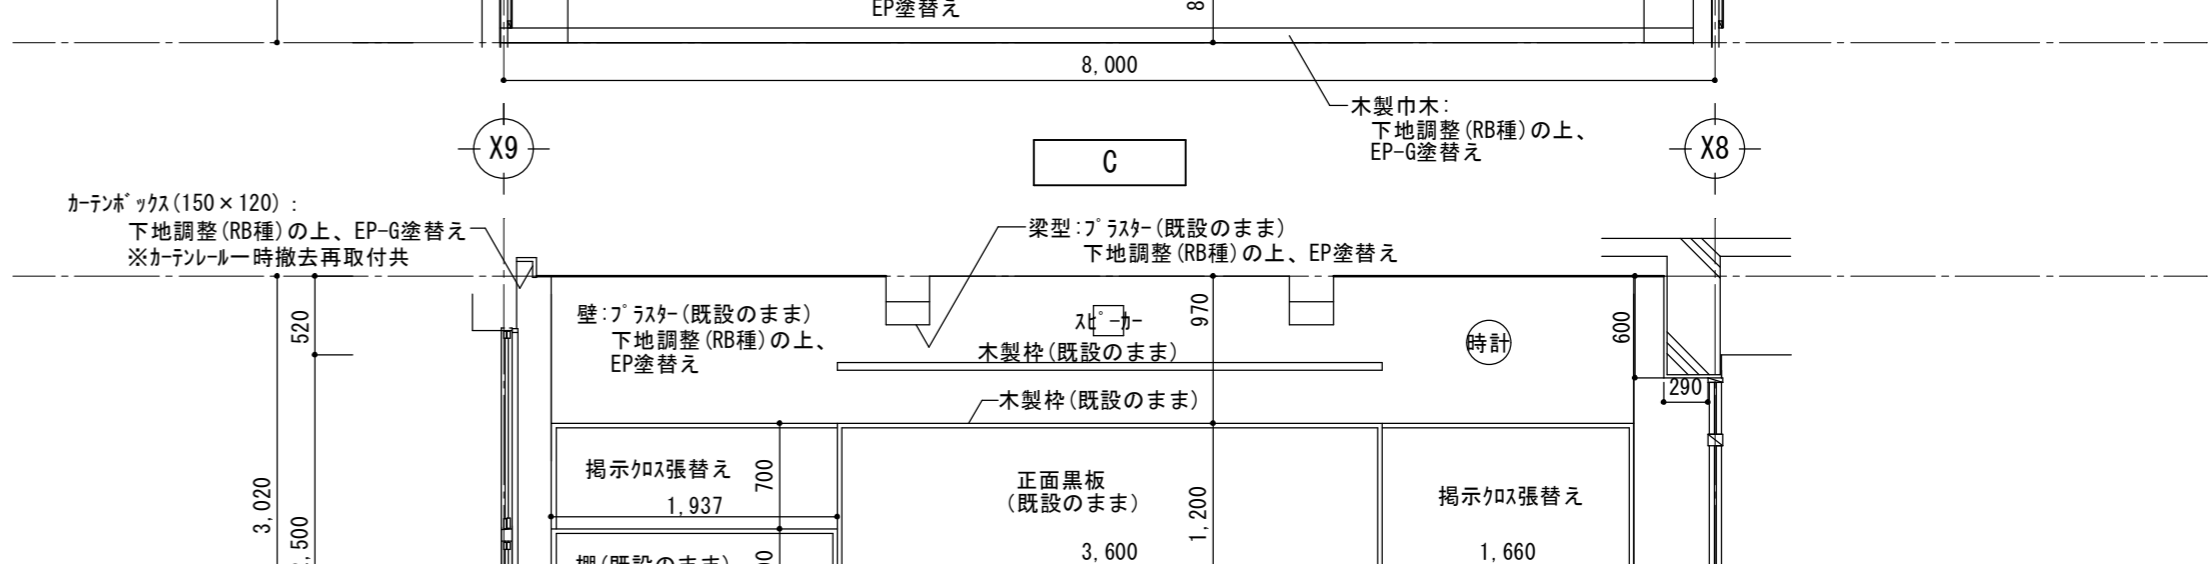 EP塗替え
8
8,000
木製巾木:
下地調整(RB種)の上、
EP-G塗替え
X9
C
X8
ｶｰﾃﾝﾎﾞｯｸｽ(150×120):
下地調整(RB種)の上、EP-G塗替え
※ｶｰﾃﾝﾚｰﾙ一時撤去再取付共
梁型:ﾌﾟﾗｽﾀｰ(既設のまま)
下地調整(RB種)の上、EP塗替え
520
壁:ﾌﾟﾗｽﾀｰ(既設のまま)
下地調整(RB種)の上、
EP塗替え
ｽﾋﾟｰｶｰ
970
時計
600
木製枠(既設のまま)
290
木製枠(既設のまま)
掲示ｸﾛｽ張替え
700
1,937
正面黒板
(既設のまま)
1,200
掲示ｸﾛｽ張替え
3,020
,500
3,600
1,660
棚(既設のまま)
00